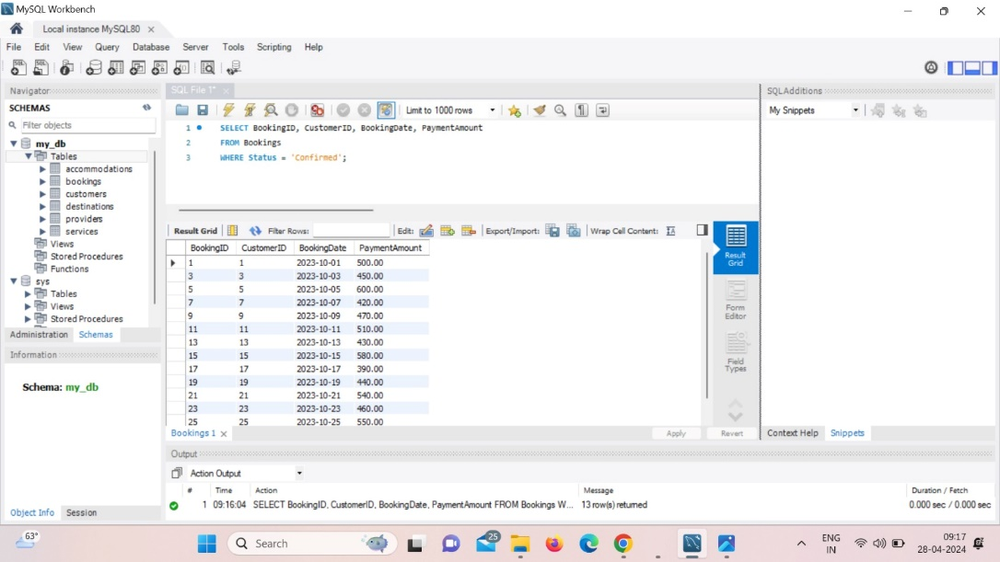 MySQL Workbench
Local instance MySQL80
File Edit View Query Database Server Tools Scripting Help
Navigator
SCHEMAS
Filter objects
my_db
Tables
accommodations
bookings
customers
destinations
providers
services
Views
Stored Procedures
Functions
sys
Tables
Views
Stored Procedures
Administration Schemas
Information
Schema: my_db
Object Info Session
SQL File 1*
Limit to 1000 rows
1 SELECT BookingID, CustomerID, BookingDate, PaymentAmount
2 FROM Bookings
3 WHERE Status = 'Confirmed';
Result Grid Filter Rows: Edit: Export/Import: Wrap Cell Content:
BookingID CustomerID BookingDate PaymentAmount
1 1 2023-10-01 500.00
3 3 2023-10-03 450.00
5 5 2023-10-05 600.00
7 7 2023-10-07 420.00
9 9 2023-10-09 470.00
11 11 2023-10-11 510.00
13 13 2023-10-13 430.00
15 15 2023-10-15 580.00
17 17 2023-10-17 390.00
19 19 2023-10-19 440.00
21 21 2023-10-21 540.00
23 23 2023-10-23 460.00
25 25 2023-10-25 550.00
Result Grid
Form Editor
Field Types
Bookings 1 Apply Revert
SQLAdditions
My Snippets
Context Help Snippets
Output
Action Output
# Time Action Message Duration / Fetch
1 09:16:04 SELECT BookingID, CustomerID, BookingDate, PaymentAmount FROM Bookings W... 13 row(s) returned 0.000 sec / 0.000 sec
63°
Search
25
ENG
IN
09:17
28-04-2024